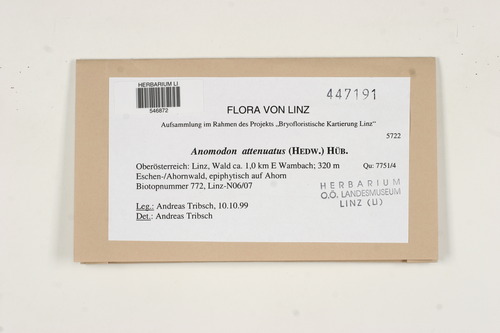 HERBARIUM LI
546872
447191
FLORA VON LINZ
Aufsammlung im Rahmen des Projekts „Bryofloristische Kartierung Linz"
5722
Anomodon attenuatus (HEDW.) HÜB.
Oberösterreich: Linz, Wald ca. 1,0 km E Wambach; 320 m Qu: 7751/4
Eschen-/Ahornwald, epiphytisch auf Ahorn
Biotopnummer 772, Linz-N06/07
HERBARIUM
O.Ö. LANDESMUSEUM
LINZ (LI)
Leg.: Andreas Tribsch, 10.10.99
Det.: Andreas Tribsch